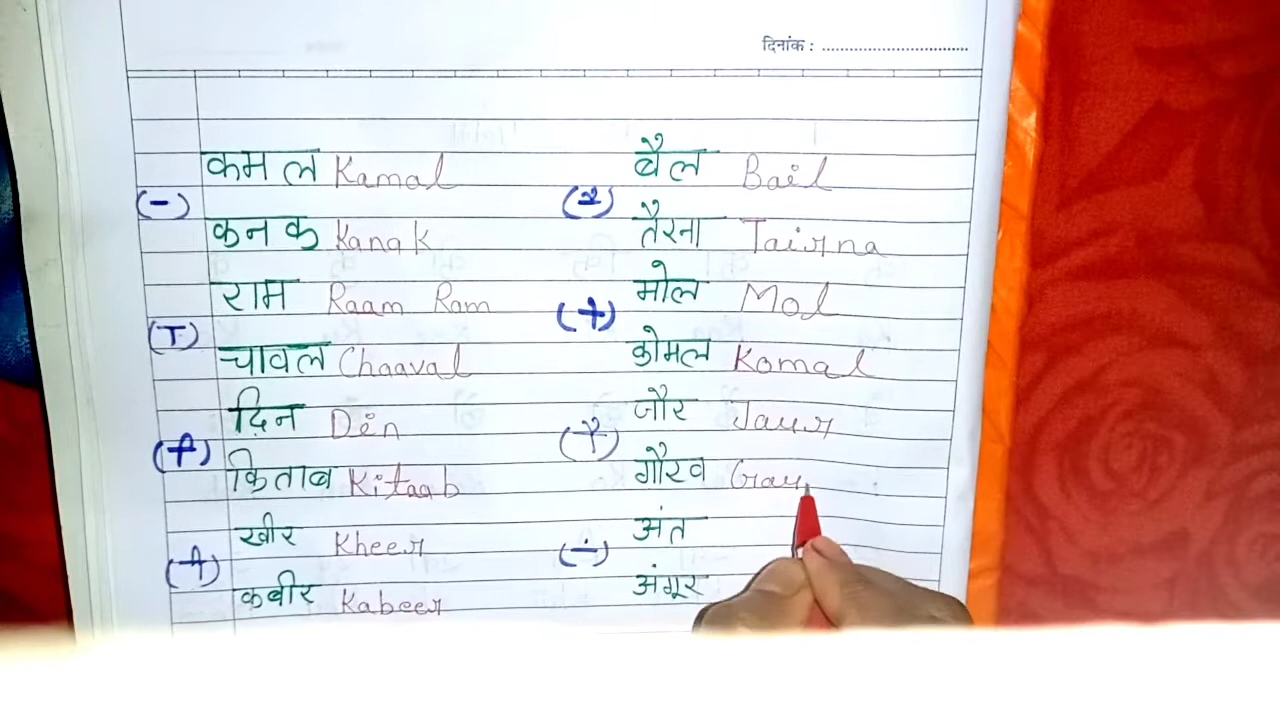 दिनांक : ................................
कमल Kamal
(-)
कनक Kanak
राम Raam Ram
(T)
चावल Chaaval
दिन Din
किताब Kitaab
खीर Kheer
कबीर Kabeer
बैल Bail
तैरना Tairna
मोल Mol
कोमल Komal
जौर Jaur
गौरव Gau
अंत
अंगूर